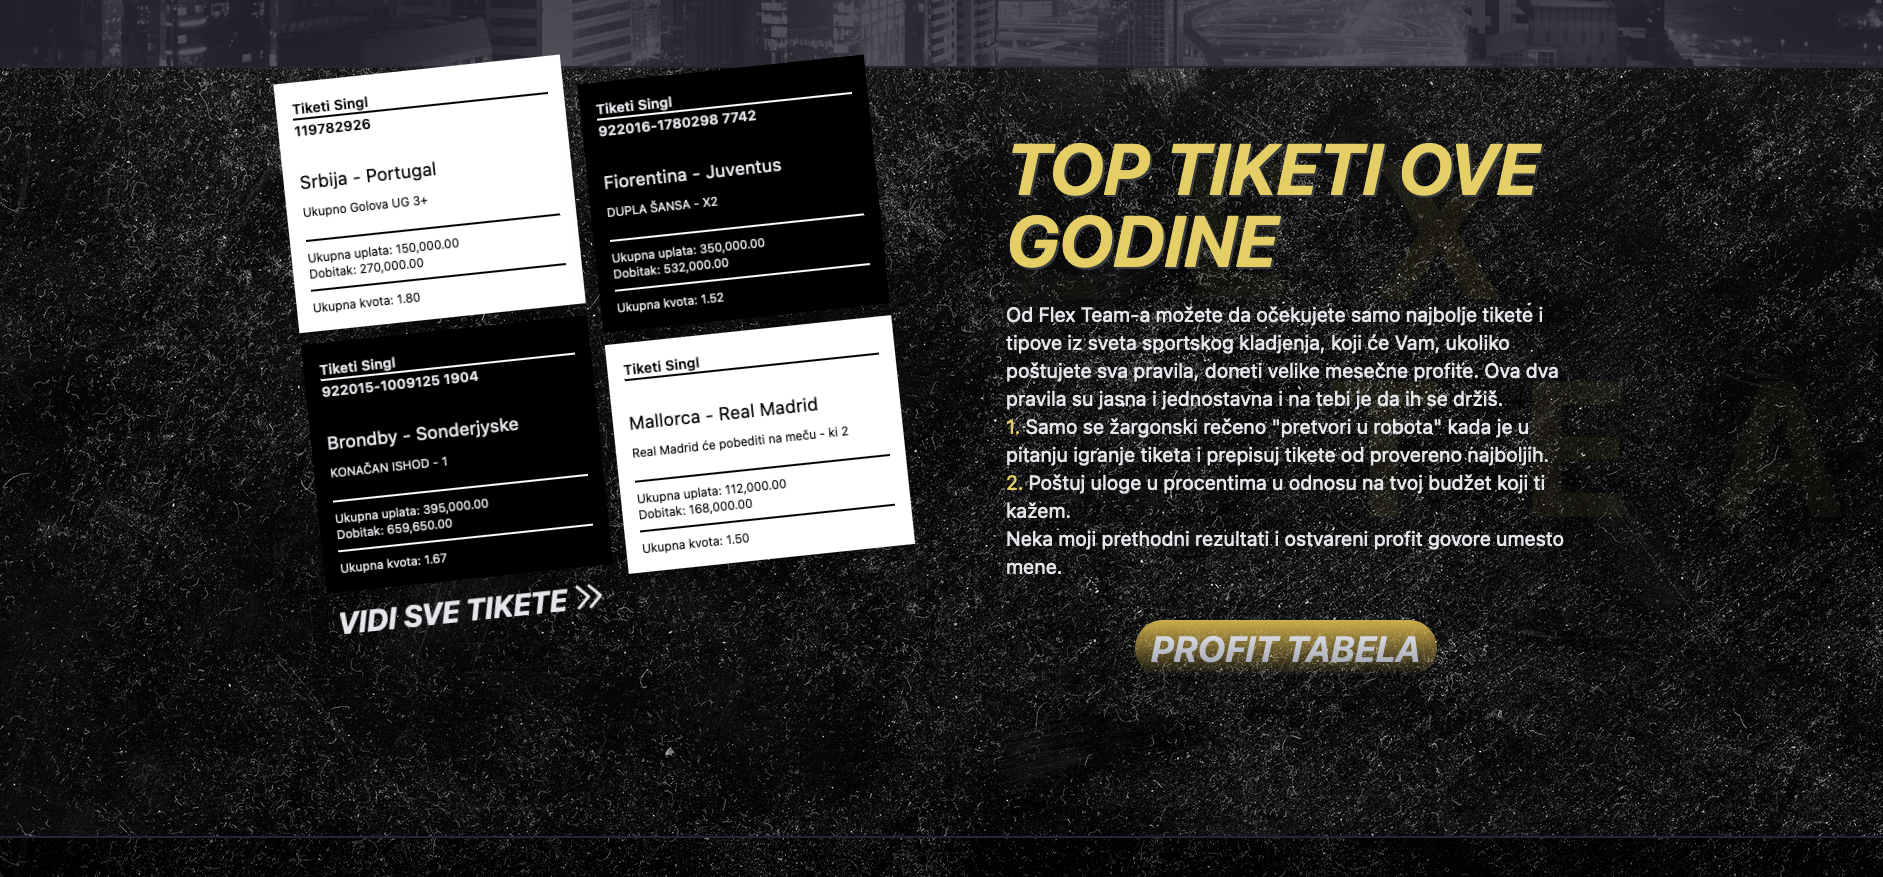 Tiketi Singl
119782926
Srbija - Portugal
Ukupno Golova UG 3+
Ukupna uplata: 150,000.00
Dobitak: 270,000.00
Ukupna kvota: 1.80
Tiketi Singl
922016-1780298 7742
Fiorentina - Juventus
DUPLA ŠANSA - X2
Ukupna uplata: 350,000.00
Dobitak: 532,000.00
Ukupna kvota: 1.52
Tiketi Singl
922015-1009125 1904
Brondby - Sonderjyske
KONAČAN ISHOD - 1
Ukupna uplata: 395,000.00
Dobitak: 659,650.00
Ukupna kvota: 1.67
Tiketi Singl
Mallorca - Real Madrid
Real Madrid će pobediti na meču - ki 2
Ukupna uplata: 112,000.00
Dobitak: 168,000.00
Ukupna kvota: 1.50
VIDI SVE TIKETE
TOP TIKETI OVE
GODINE
Od Flex Team-a možete da očekujete samo najbolje tikete i
tipove iz sveta sportskog kladjenja, koji će Vam, ukoliko
poštujete sva pravila, doneti velike mesečne profite. Ova dva
pravila su jasna i jednostavna i na tebi je da ih se držiš.
1. Samo se žargonski rečeno "pretvori u robota" kada je u
pitanju igranje tiketa i prepisuj tikete od provereno najboljih.
2. Poštuj uloge u procentima u odnosu na tvoj budžet koji ti
kažem.
Neka moji prethodni rezultati i ostvareni profit govore umesto
mene.
PROFIT TABELA